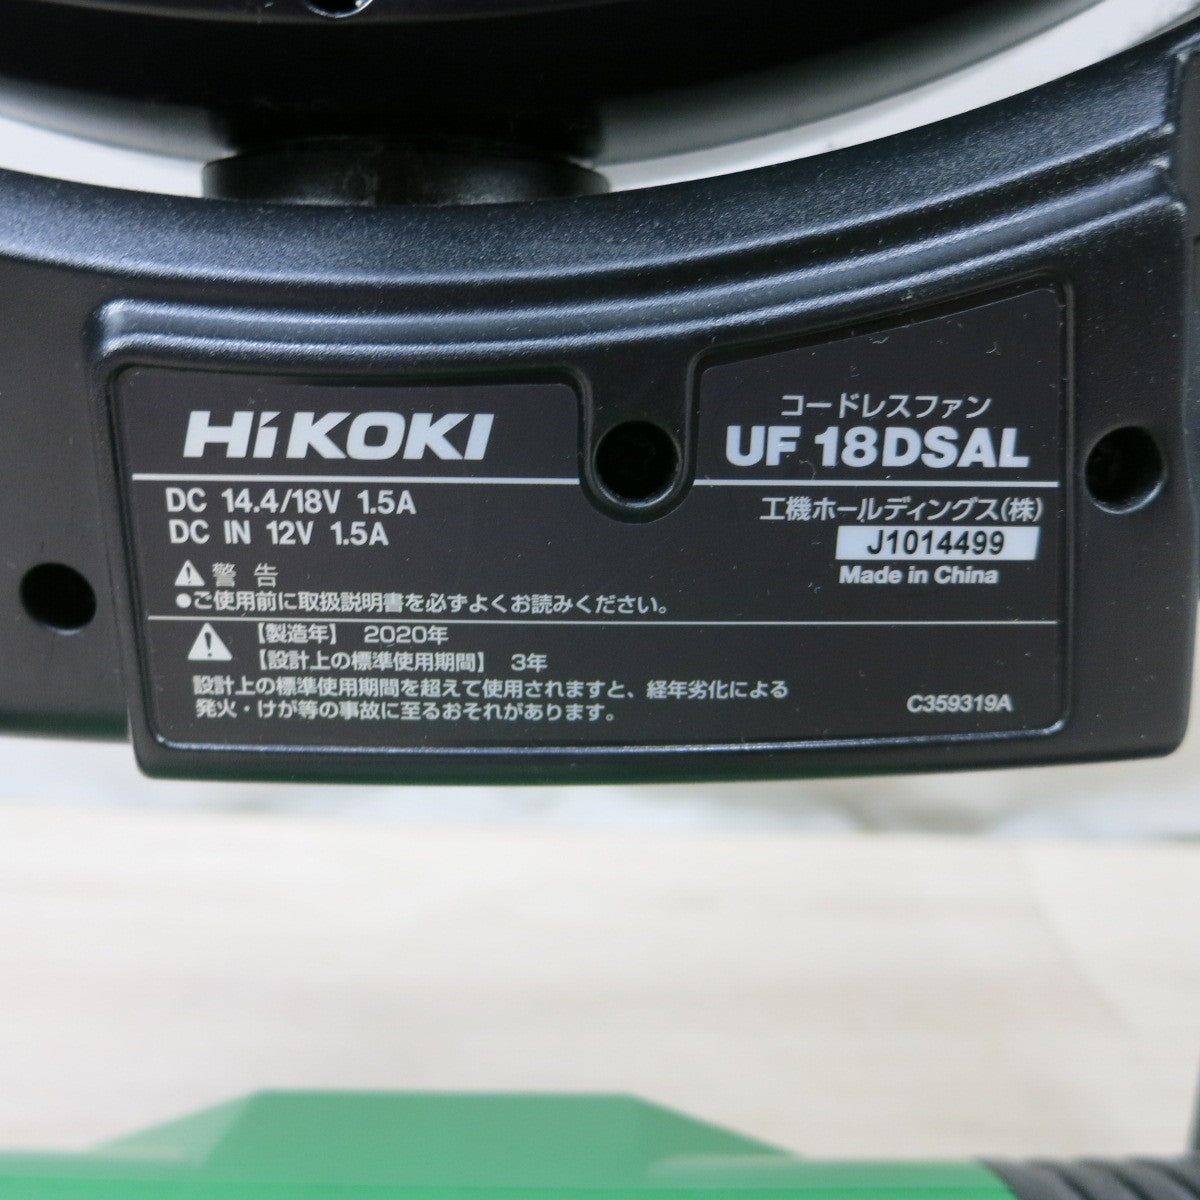 HiKOKI
コードレスファン
UF 18DSAL
DC 14.4/18V 1.5A
DC IN 12V 1.5A
工機ホールディングス(株)
J1014499
Made in China
警 告
●ご使用前に取扱説明書を必ずよくお読みください。
【製造年】 2020年
【設計上の標準使用期間】 3年
設計上の標準使用期間を超えて使用されますと、経年劣化による
発火・けが等の事故に至るおそれがあります。
C359319A